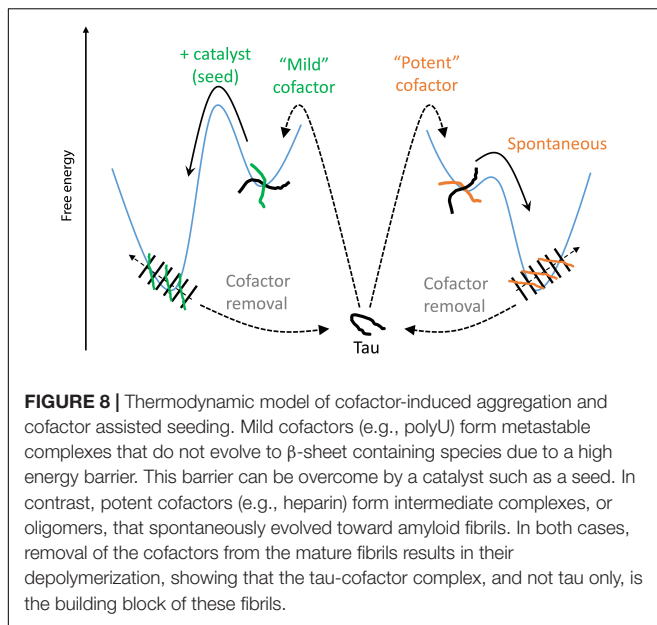 + catalyst
(seed)
"Mild"
cofactor
"Potent"
cofactor
Spontaneous
Free energy
Cofactor
removal
Cofactor
removal
Tau
FIGURE 8 | Thermodynamic model of cofactor-induced aggregation and
cofactor assisted seeding. Mild cofactors (e.g., polyU) form metastable
complexes that do not evolve to β-sheet containing species due to a high
energy barrier. This barrier can be overcome by a catalyst such as a seed. In
contrast, potent cofactors (e.g., heparin) form intermediate complexes, or
oligomers, that spontaneously evolved toward amyloid fibrils. In both cases,
removal of the cofactors from the mature fibrils results in their
depolymerization, showing that the tau-cofactor complex, and not tau only, is
the building block of these fibrils.